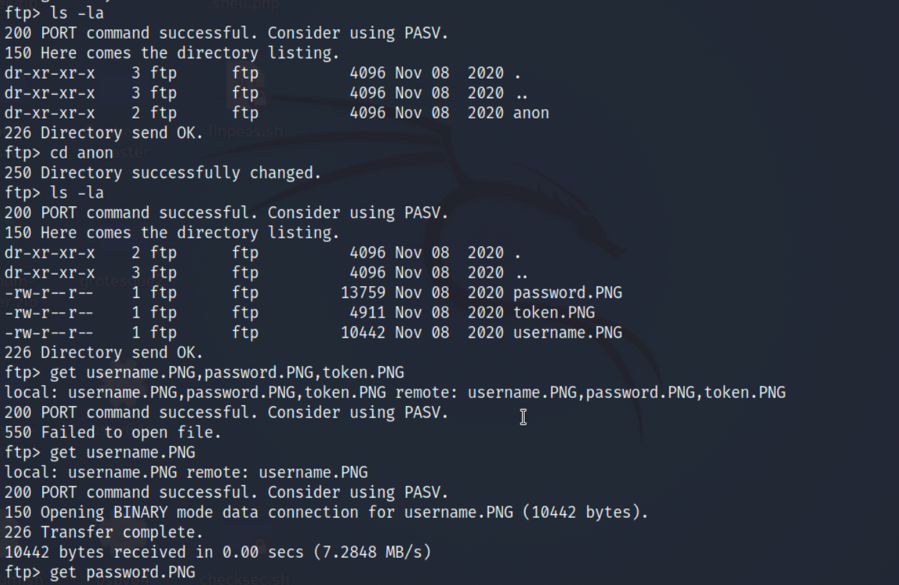 ftp> ls -la
200 PORT command successful. Consider using PASV.
150 Here comes the directory listing.
dr-xr-xr-x    3 ftp      ftp          4096 Nov 08  2020 .
dr-xr-xr-x    3 ftp      ftp          4096 Nov 08  2020 ..
dr-xr-xr-x    2 ftp      ftp          4096 Nov 08  2020 anon
226 Directory send OK.
ftp> cd anon
250 Directory successfully changed.
ftp> ls -la
200 PORT command successful. Consider using PASV.
150 Here comes the directory listing.
dr-xr-xr-x    2 ftp      ftp          4096 Nov 08  2020 .
dr-xr-xr-x    3 ftp      ftp          4096 Nov 08  2020 ..
-rw-r--r--    1 ftp      ftp         13759 Nov 08  2020 password.PNG
-rw-r--r--    1 ftp      ftp          4911 Nov 08  2020 token.PNG
-rw-r--r--    1 ftp      ftp         10442 Nov 08  2020 username.PNG
226 Directory send OK.
ftp> get username.PNG,password.PNG,token.PNG
local: username.PNG,password.PNG,token.PNG remote: username.PNG,password.PNG,token.PNG
200 PORT command successful. Consider using PASV.
550 Failed to open file.
ftp> get username.PNG
local: username.PNG remote: username.PNG
200 PORT command successful. Consider using PASV.
150 Opening BINARY mode data connection for username.PNG (10442 bytes).
226 Transfer complete.
10442 bytes received in 0.00 secs (7.2848 MB/s)
ftp> get password.PNG